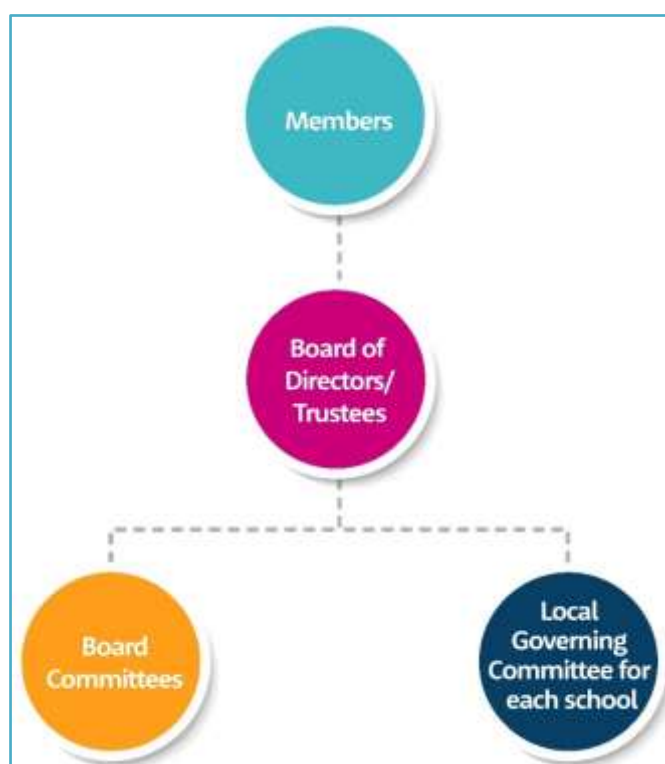 Members
Board of
Directors/
Trustees
Board
Committees
Local
Governing
Committee for
each school